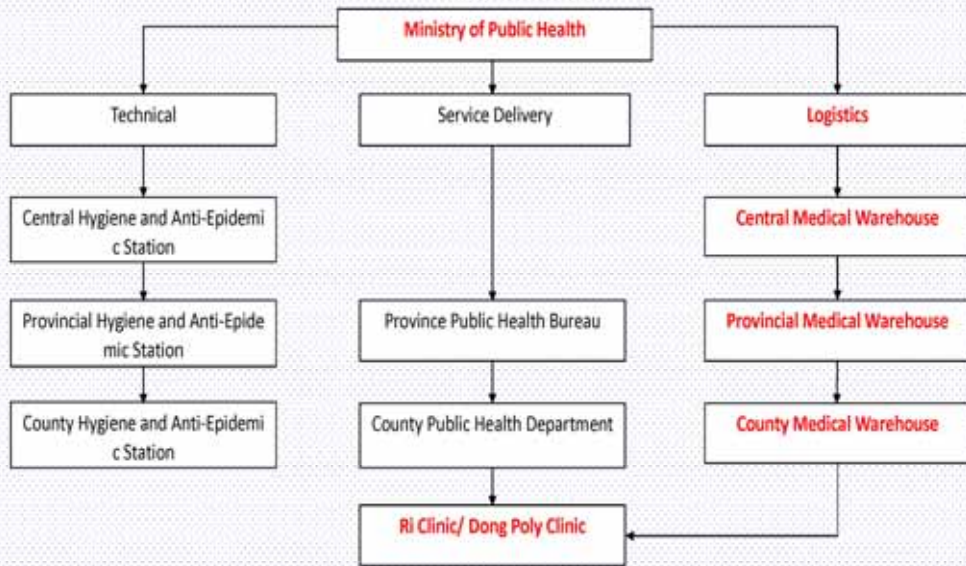 Ministry of Public Health
Technical
Service Delivery
Logistics
Central Hygiene and Anti-Epidemi
c Station
Central Medical Warehouse
Provincial Hygiene and Anti-Epide
mic Station
Province Public Health Bureau
Provincial Medical Warehouse
County Hygiene and Anti-Epidemi
c Station
County Public Health Department
County Medical Warehouse
Ri Clinic/ Dong Poly Clinic